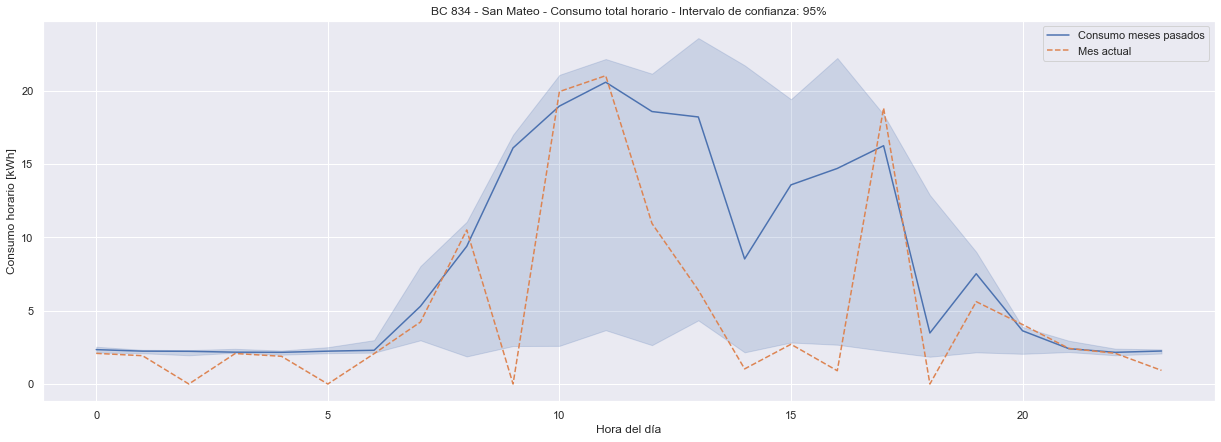 BC 834 - San Mateo - Consumo total horario - Intervalo de confianza: 95%
Consumo meses pasados
Mes actual
Consumo horario [kWh]
20
15
10
5
0
0
5
10
15
20
Hora del día